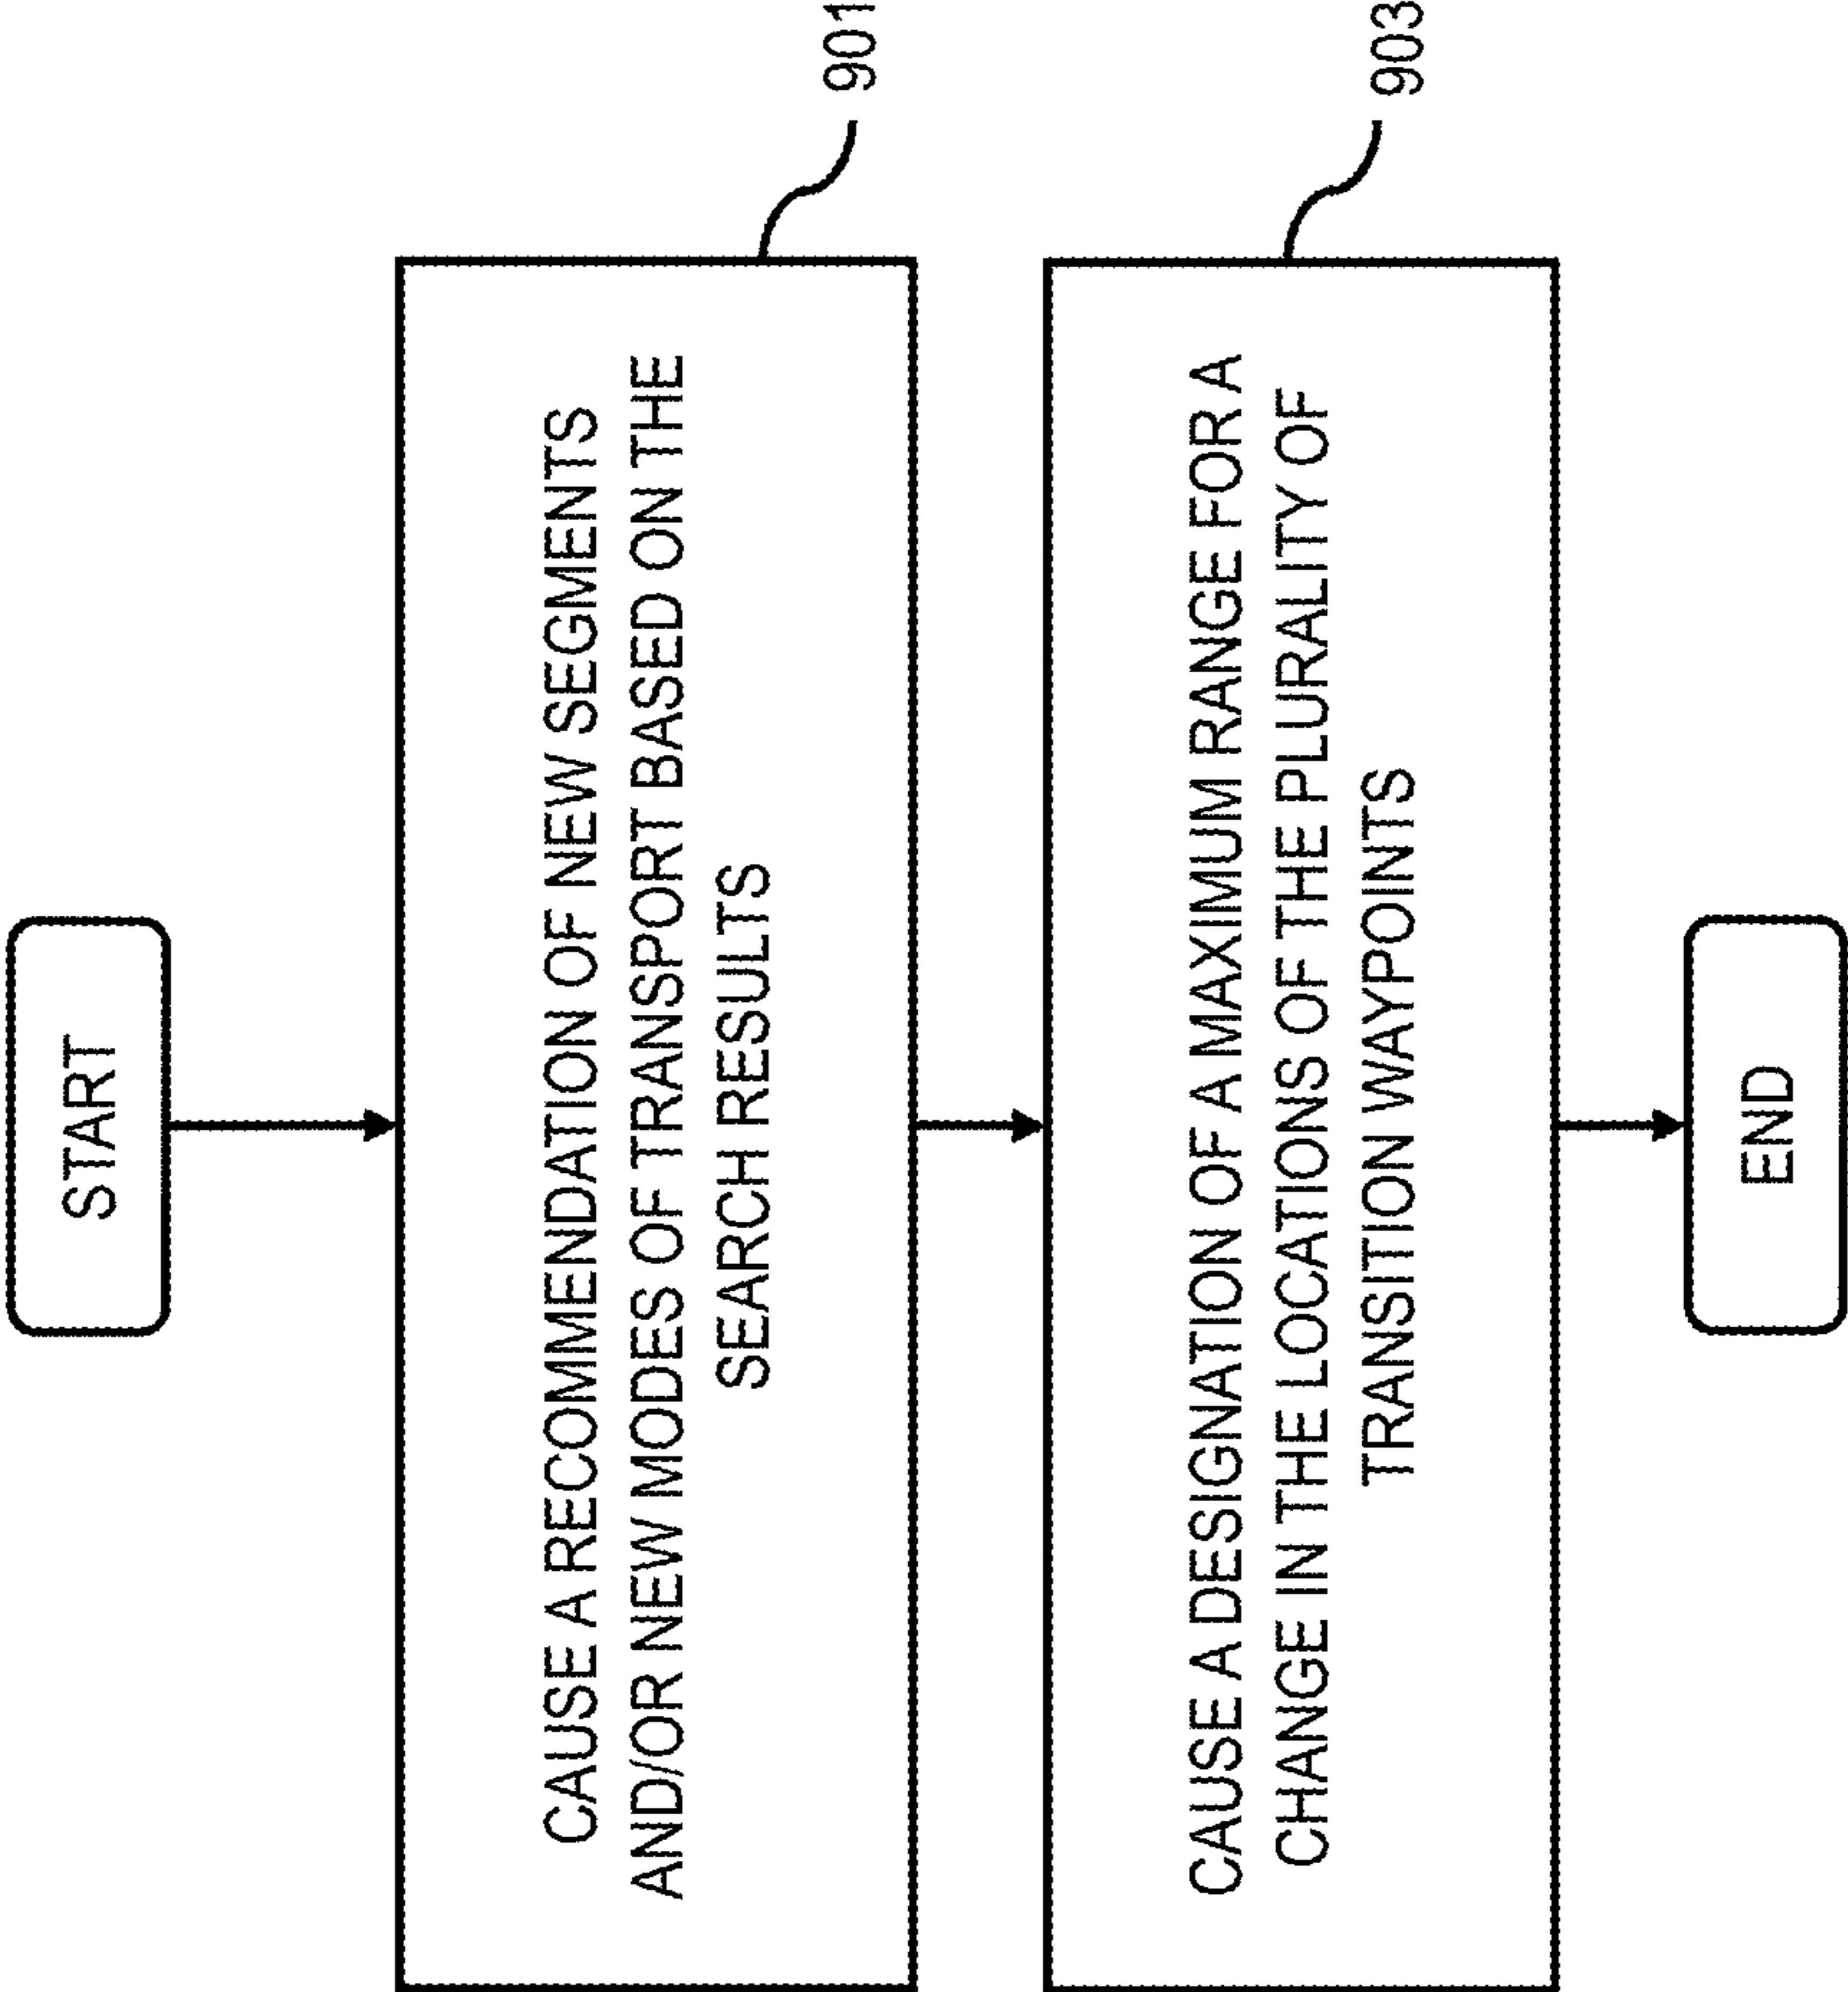 START
CAUSE A RECOMMENDATION OF NEW SEGMENTS
AND/OR NEW MODES OF TRANSPORT BASED ON THE
SEARCH RESULTS
901
CAUSE A DESIGNATION OF A MAXIMUM RANGE FOR A
CHANGE IN THE LOCATIONS OF THE PLURALITY OF
TRANSITION WAYPOINTS
903
END